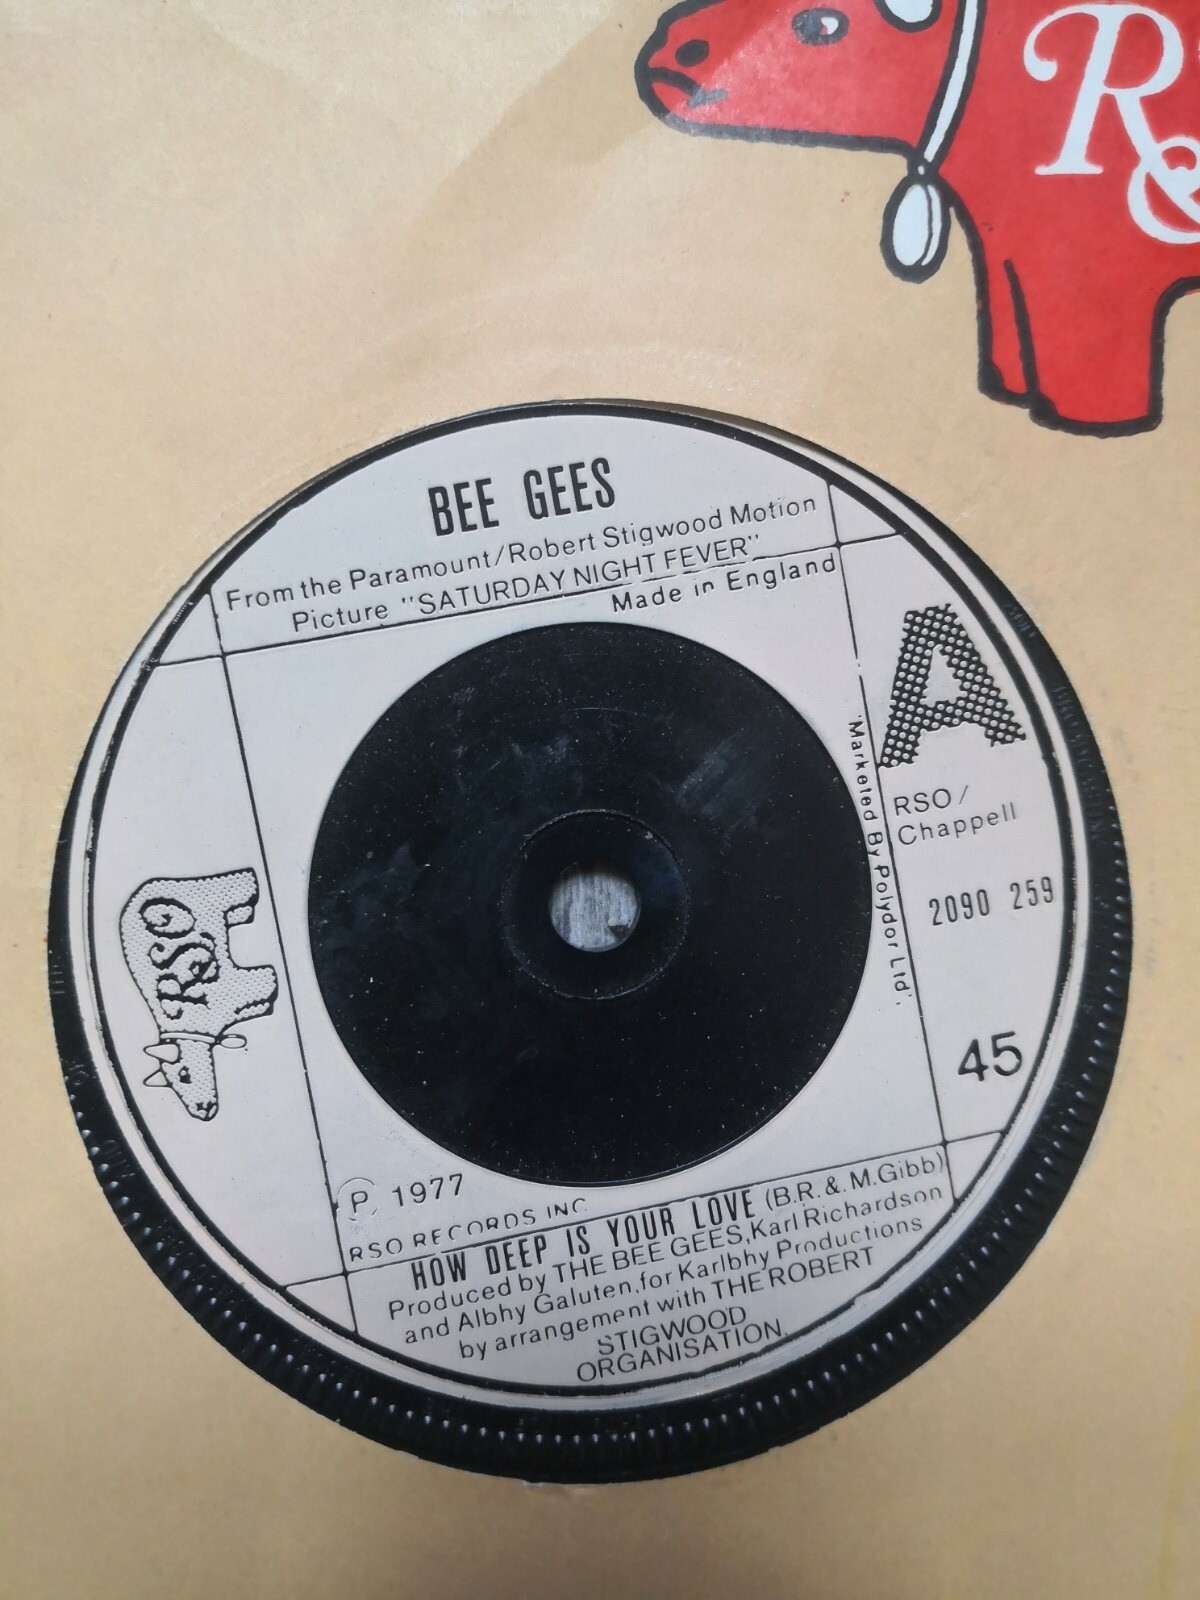 R
BEE GEES
From the Paramount/Robert Stigwood Motion
Picture "SATURDAY NIGHT FEVER"
Made in England
A
RSO/
Chappell
'Marketed By Polydor Ltd'.
2090 259
45
RSO
P 1977
RSO RECORDS INC
HOW DEEP IS YOUR LOVE (B.R. & M.Gibb)
Produced by THE BEE GEES, Karl Richardson
and Albhy Galuten, for Karlbhy Productions
by arrangement with THE ROBERT
STIGWOOD
ORGANISATION.